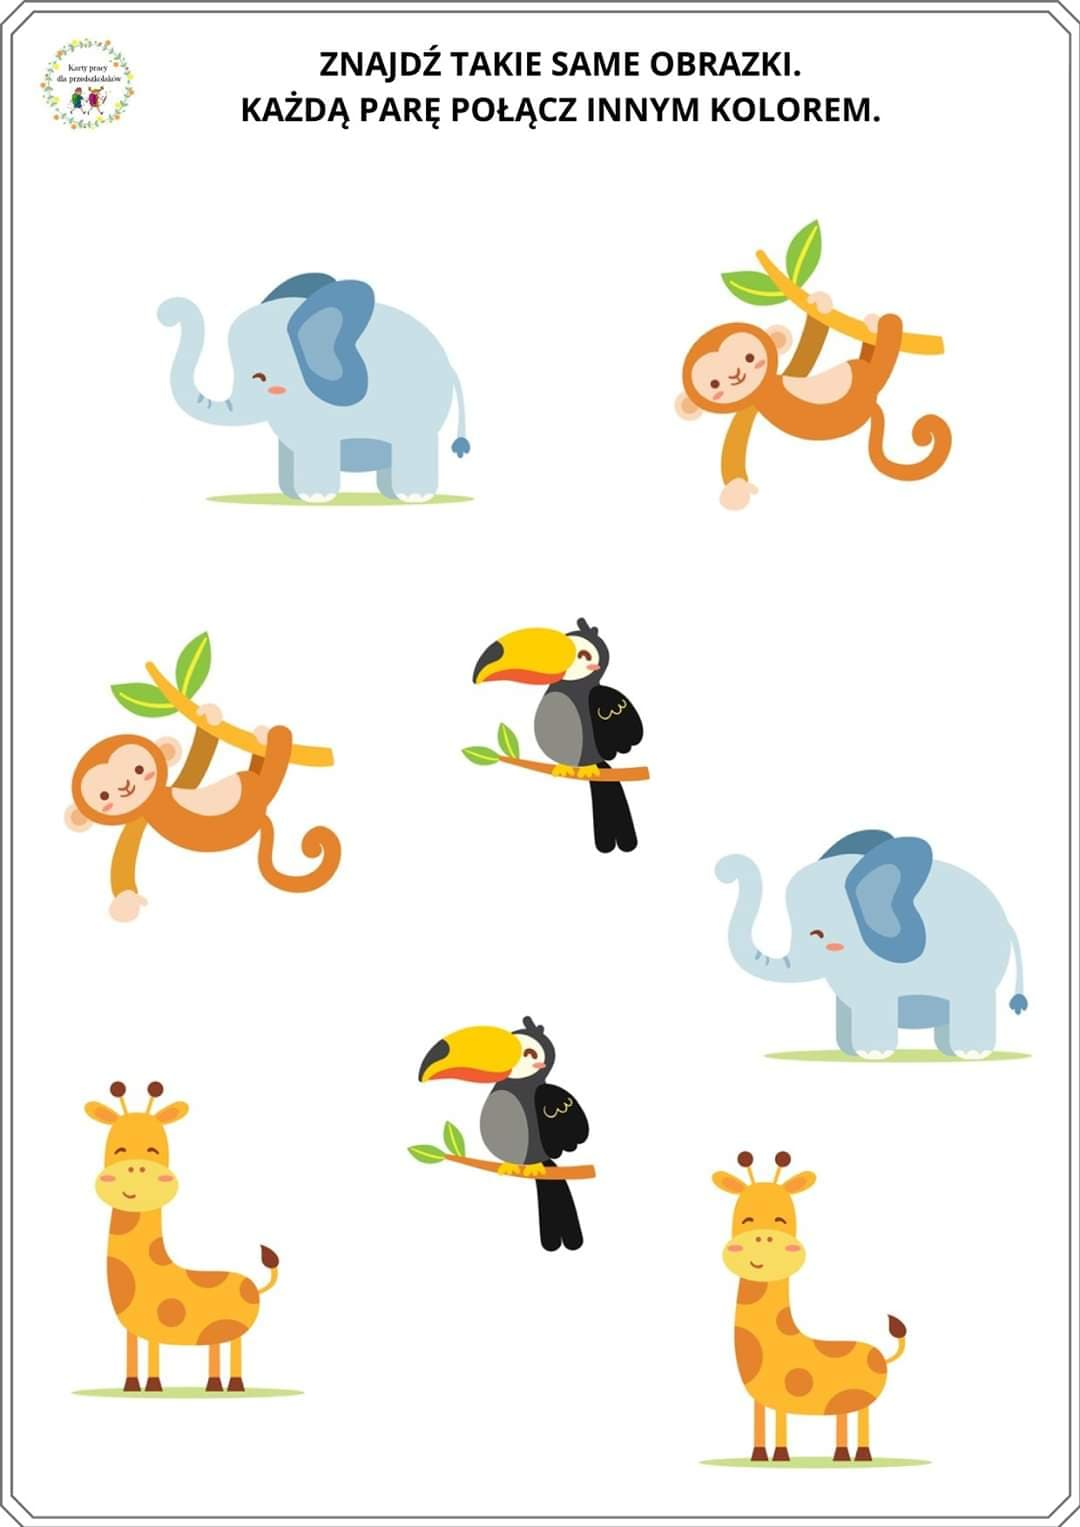 Karty pracy
dla przedszkolaków
ZNAJDŹ TAKIE SAME OBRAZKI.
KAŻDĄ PARĘ POŁĄCZ INNYM KOLOREM.